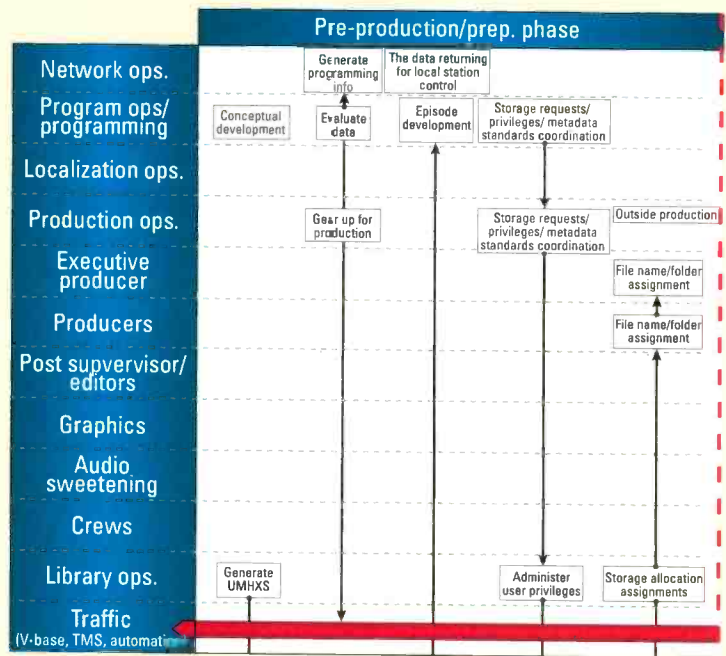 Pre-production/prep. phase
Network ops.
Generate
programming
info
The data returning
for local station
control
Program ops/
programming
Conceptual
development
Evaluate
data
Episode
development
Storage requests/
privileges/ metadata
standards coordination
Localization ops.
Production ops.
Gear up for
production
Storage requests/
privileges/ metadata
standards coordination
Outside production
Executive
producer
File name/folder
assignment
Producers
File name/folder
assignment
Post supvervisor/
editors
Graphics
Audio
sweetening
Crews
Library ops.
Generate
UMHXS
Administer
user privileges
Storage allocation
assignments
Traffic
(V-base, TMS, automati